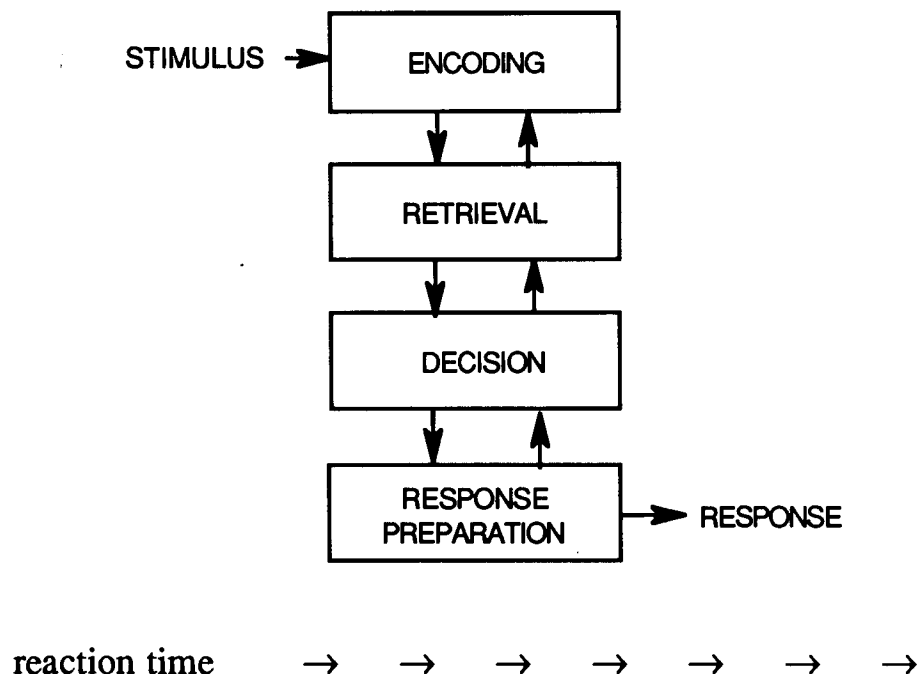 STIMULUS
ENCODING
RETRIEVAL
DECISION
RESPONSE
PREPARATION
RESPONSE
reaction time → → → → → → →